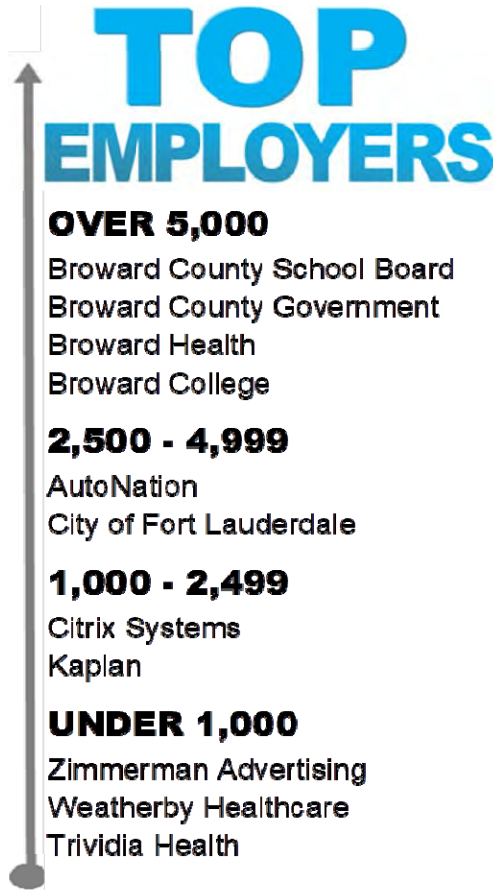 TOP
EMPLOYERS
OVER 5,000
Broward County School Board
Broward County Government
Broward Health
Broward College
2,500 - 4,999
AutoNation
City of Fort Lauderdale
1,000 - 2,499
Citrix Systems
Kaplan
UNDER 1,000
Zimmerman Advertising
Weatherby Healthcare
Trividia Health